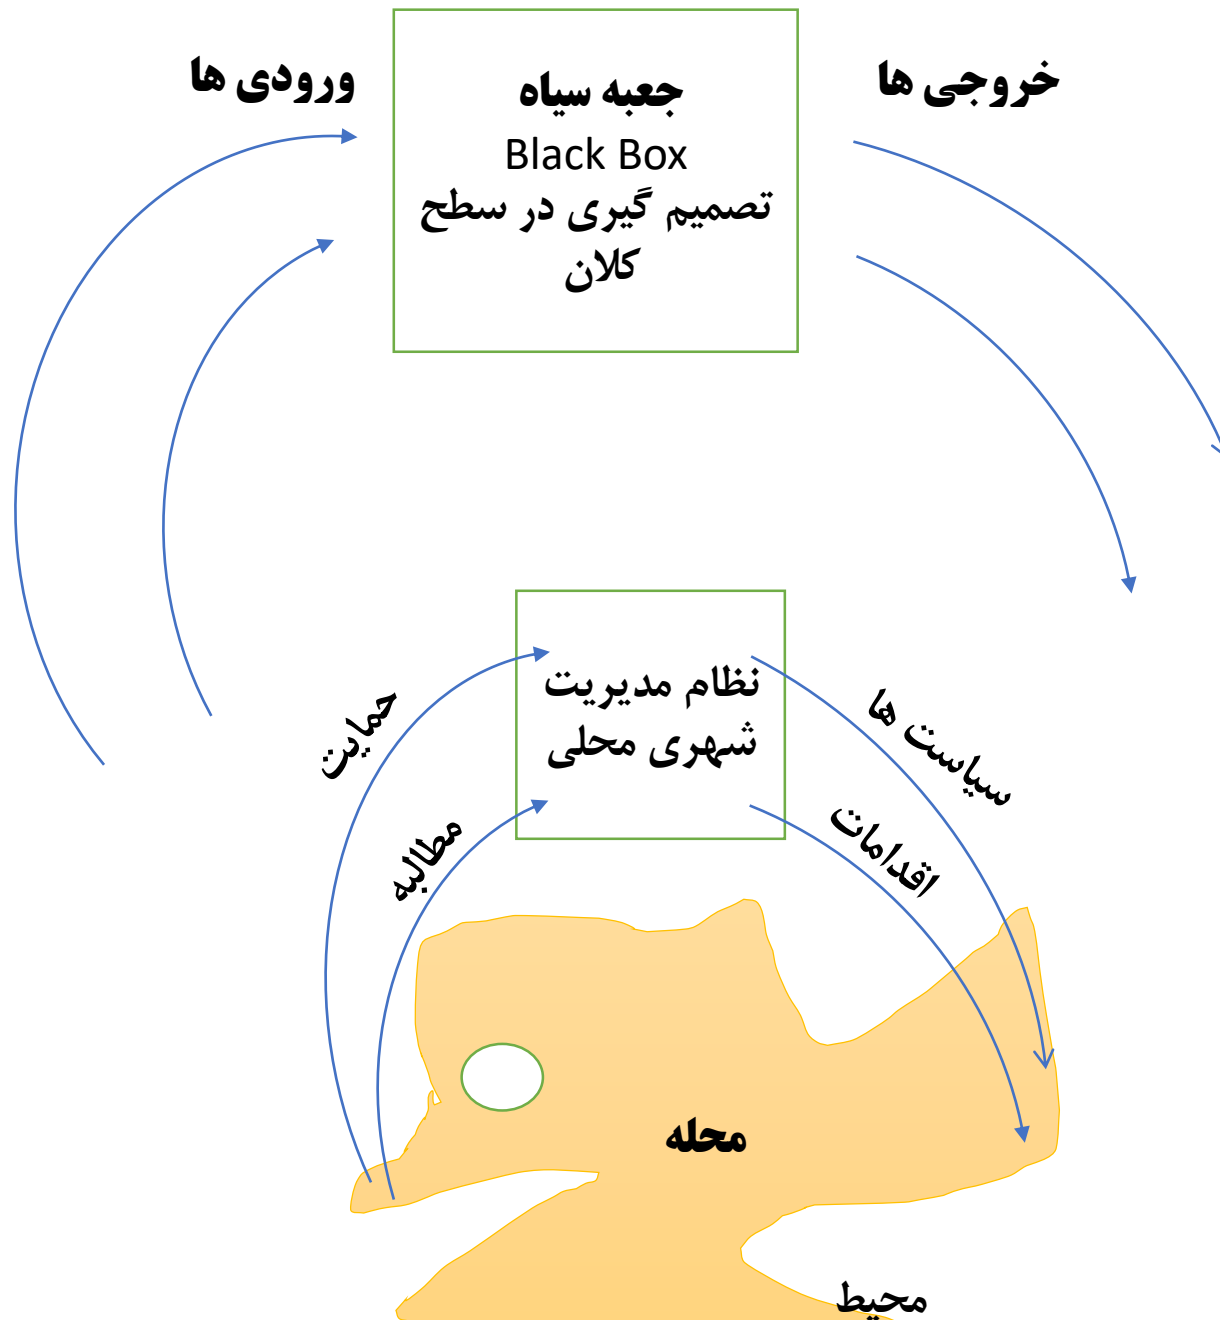 خروجی ها
جعبه سیاه
Black Box
تصمیم گیری در سطح
کلان
ورودی ها
نظام مدیریت
شهری محلی
سیاست ها
اقدامات
حمایت
مطالبه
محله
محیط